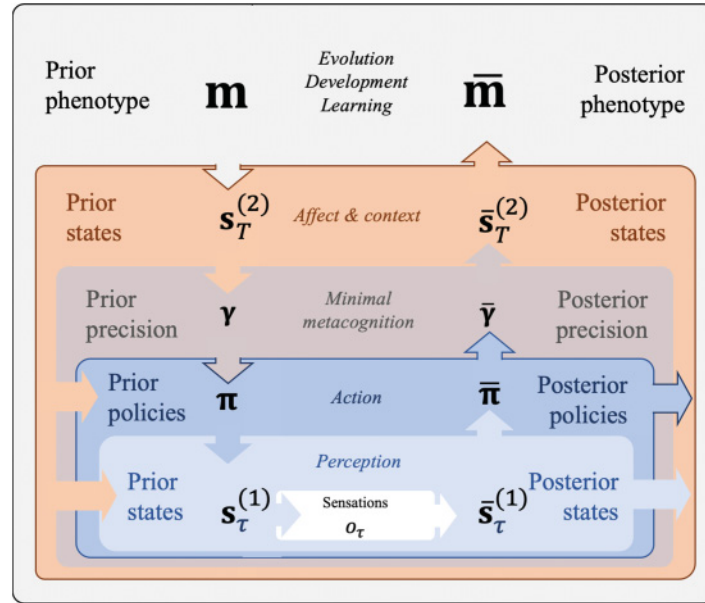 Prior
phenotype
m
Evolution
Development
Learning
m̄
Posterior
phenotype
Prior
states
s_T^(2)
Affect & context
s̄_T^(2)
Posterior
states
Prior
precision
γ
Minimal
metacognition
γ̄
Posterior
precision
Prior
policies
π
Action
π̄
Posterior
policies
Perception
Prior
states
s_τ^(1)
Sensations
o_τ
s̄_τ^(1)
Posterior
states